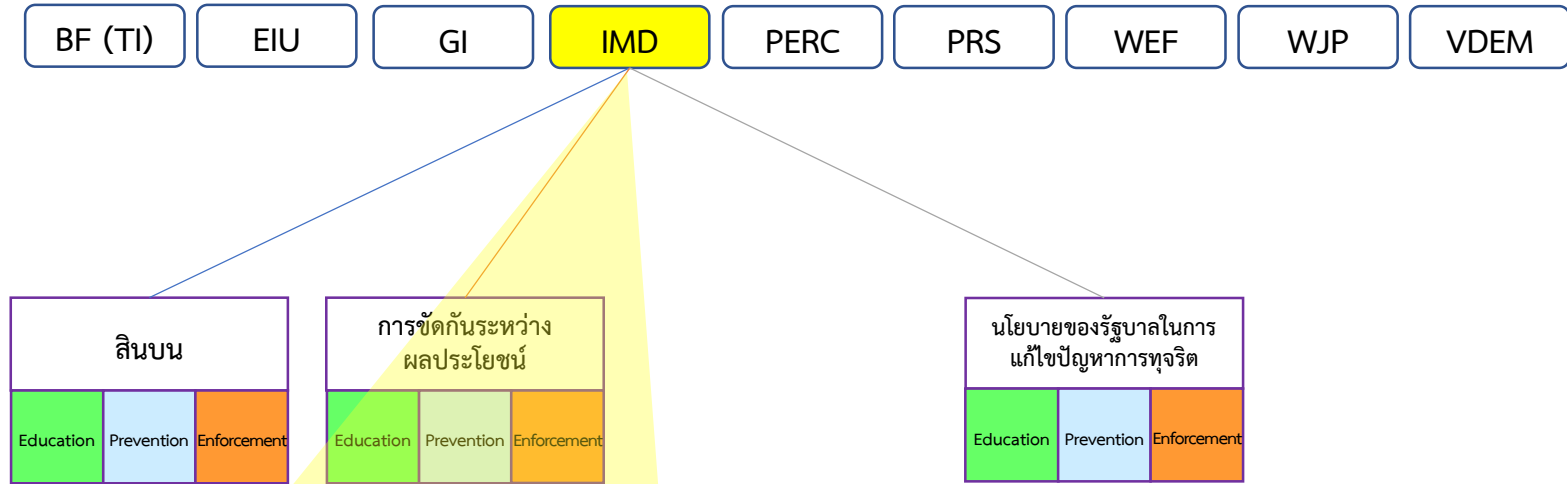 BF (TI) EIU GI IMD PERC PRS WEF WJP VDEM
สินบน
การขัดกันระหว่าง
ผลประโยชน์
นโยบายของรัฐบาลในการ
แก้ไขปัญหาการทุจริต
Education Prevention Enforcement
Education Prevention Enforcement
Education Prevention Enforcement